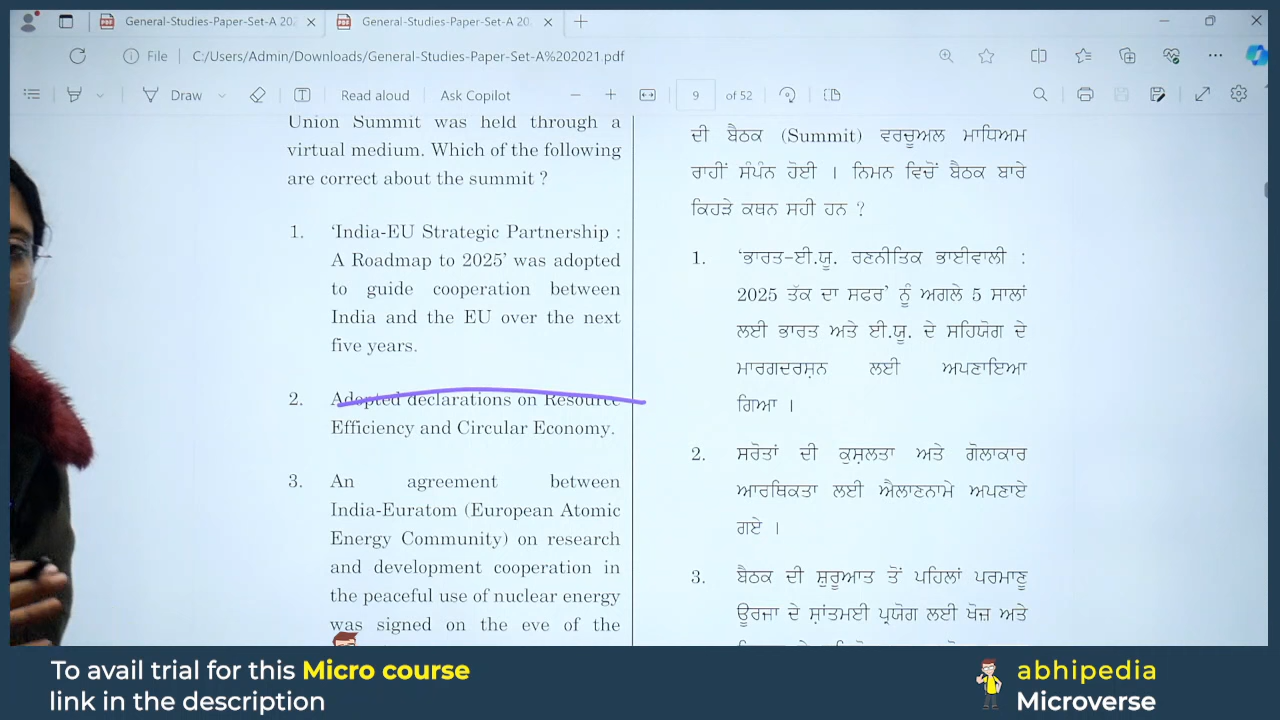 General-Studies-Paper-Set-A 202
General-Studies-Paper-Set-A 20
File C:/Users/Admin/Downloads/General-Studies-Paper-Set-A%202021.pdf
Draw Read aloud Ask Copilot 9 of 52
Union Summit was held through a
virtual medium. Which of the following
are correct about the summit ?
1. ‘India-EU Strategic Partnership :
A Roadmap to 2025’ was adopted
to guide cooperation between
India and the EU over the next
five years.
2. Adopted declarations on Resource
Efficiency and Circular Economy.
3. An agreement between
India-Euratom (European Atomic
Energy Community) on research
and development cooperation in
the peaceful use of nuclear energy
was signed on the eve of the
ਦੀ ਬੈਠਕ (Summit) ਵਰਚੂਅਲ ਮਾਧਿਅਮ
ਰਾਹੀਂ ਸੰਪੰਨ ਹੋਈ । ਨਿਮਨ ਵਿਚੋਂ ਬੈਠਕ ਬਾਰੇ
ਕਿਹੜੇ ਕਥਨ ਸਹੀ ਹਨ ?
1. ‘ਭਾਰਤ-ਈ.ਯੂ. ਰਣਨੀਤਿਕ ਭਾਈਵਾਲੀ :
2025 ਤੱਕ ਦਾ ਸਫਰ’ ਨੂੰ ਅਗਲੇ 5 ਸਾਲਾਂ
ਲਈ ਭਾਰਤ ਅਤੇ ਈ.ਯੂ. ਦੇ ਸਹਿਯੋਗ ਦੇ
ਮਾਰਗਦਰਸ਼ਨ ਲਈ ਅਪਣਾਇਆ
ਗਿਆ ।
2. ਸਰੋਤਾਂ ਦੀ ਕੁਸ਼ਲਤਾ ਅਤੇ ਗੋਲਾਕਾਰ
ਆਰਥਿਕਤਾ ਲਈ ਐਲਾਣਨਾਮੇ ਅਪਣਾਏ
ਗਏ ।
3. ਬੈਠਕ ਦੀ ਸ਼ੁਰੂਆਤ ਤੋਂ ਪਹਿਲਾਂ ਪਰਮਾਣੂ
ਊਰਜਾ ਦੇ ਸ਼ਾਂਤਮਈ ਪ੍ਰਯੋਗ ਲਈ ਖੋਜ ਅਤੇ
To avail trial for this Micro course
link in the description
abhipedia
Microverse